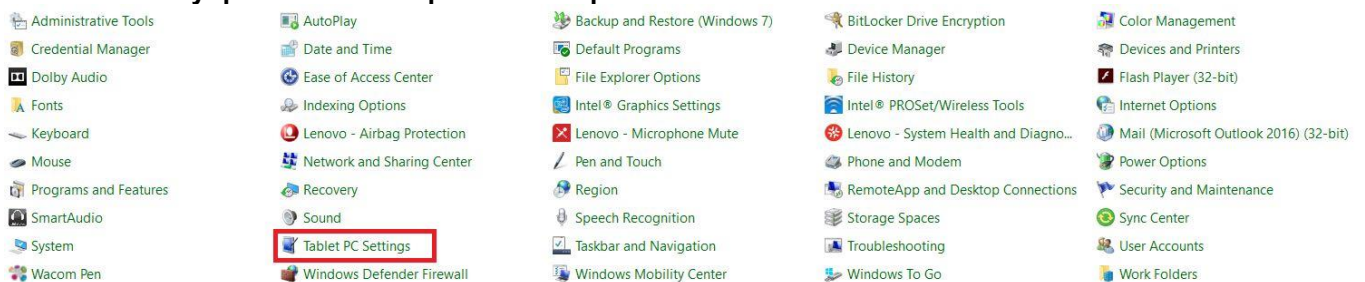 Administrative Tools AutoPlay Backup and Restore (Windows 7) BitLocker Drive Encryption Color Management
Credential Manager Date and Time Default Programs Device Manager Devices and Printers
Dolby Audio Ease of Access Center File Explorer Options File History Flash Player (32-bit)
Fonts Indexing Options Intel® Graphics Settings Intel® PROSet/Wireless Tools Internet Options
Keyboard Lenovo - Airbag Protection Lenovo - Microphone Mute Lenovo - System Health and Diagno... Mail (Microsoft Outlook 2016) (32-bit)
Mouse Network and Sharing Center Pen and Touch Phone and Modem Power Options
Programs and Features Recovery Region RemoteApp and Desktop Connections Security and Maintenance
SmartAudio Sound Speech Recognition Storage Spaces Sync Center
System Tablet PC Settings Taskbar and Navigation Troubleshooting User Accounts
Wacom Pen Windows Defender Firewall Windows Mobility Center Windows To Go Work Folders